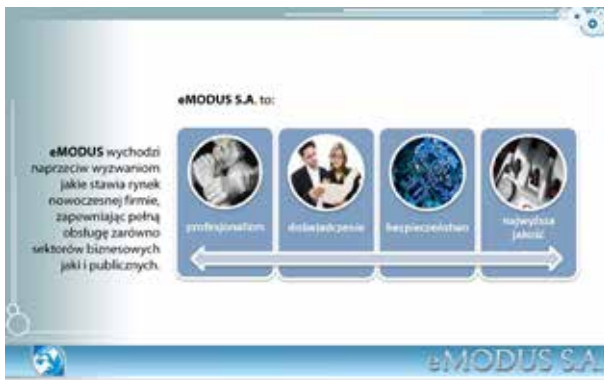 eMODUS S.A. to:
eMODUS wychodzi
naprzeciw wyzwaniom
jakie stawia rynek
nowoczesnej firmie,
zapewniając pełną
obsługę zarówno
sektorów biznesowych
jaki i publicznych.
profesjonalizm
doświadczenie
bezpieczeństwo
najwyższa
jakość
eMODUS S.A.